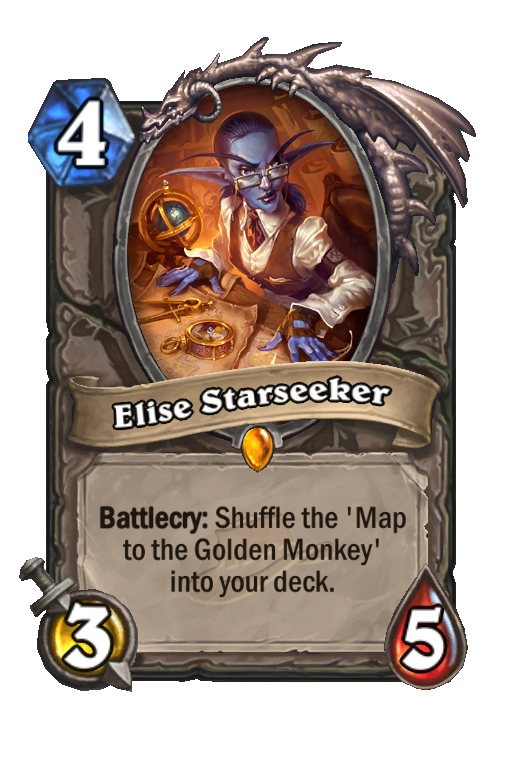 4
Elise Starseeker
Battlecry: Shuffle the 'Map
to the Golden Monkey'
into your deck.
3
5